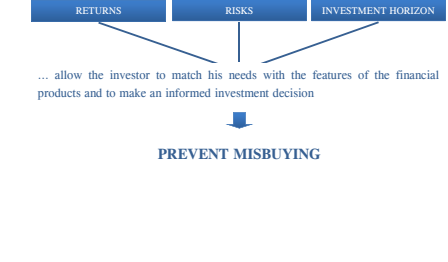 RETURNS RISKS INVESTMENT HORIZON
... allow the investor to match his needs with the features of the financial
products and to make an informed investment decision
PREVENT MISBUYING